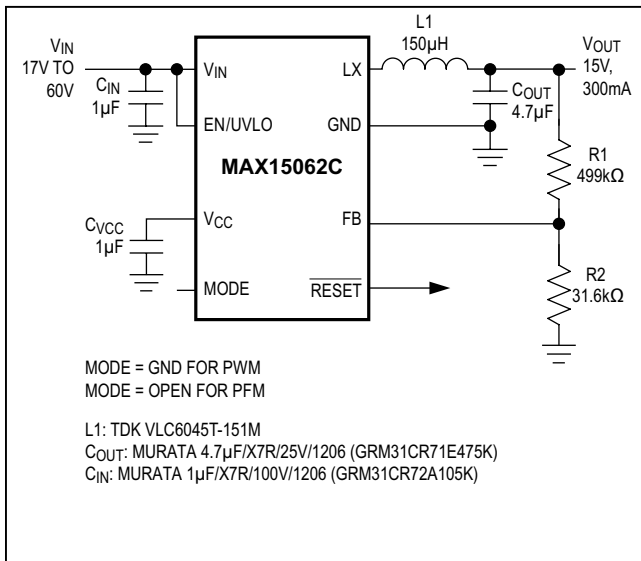 L1
150µH
VIN
17V TO
60V
CIN
1µF
VIN
LX
VOUT
15V,
300mA
COUT
4.7µF
EN/UVLO
GND
MAX15062C
R1
499kΩ
CVCC
1µF
VCC
FB
MODE
RESET
R2
31.6kΩ
MODE = GND FOR PWM
MODE = OPEN FOR PFM
L1: TDK VLC6045T-151M
COUT: MURATA 4.7µF/X7R/25V/1206 (GRM31CR71E475K)
CIN: MURATA 1µF/X7R/100V/1206 (GRM31CR72A105K)